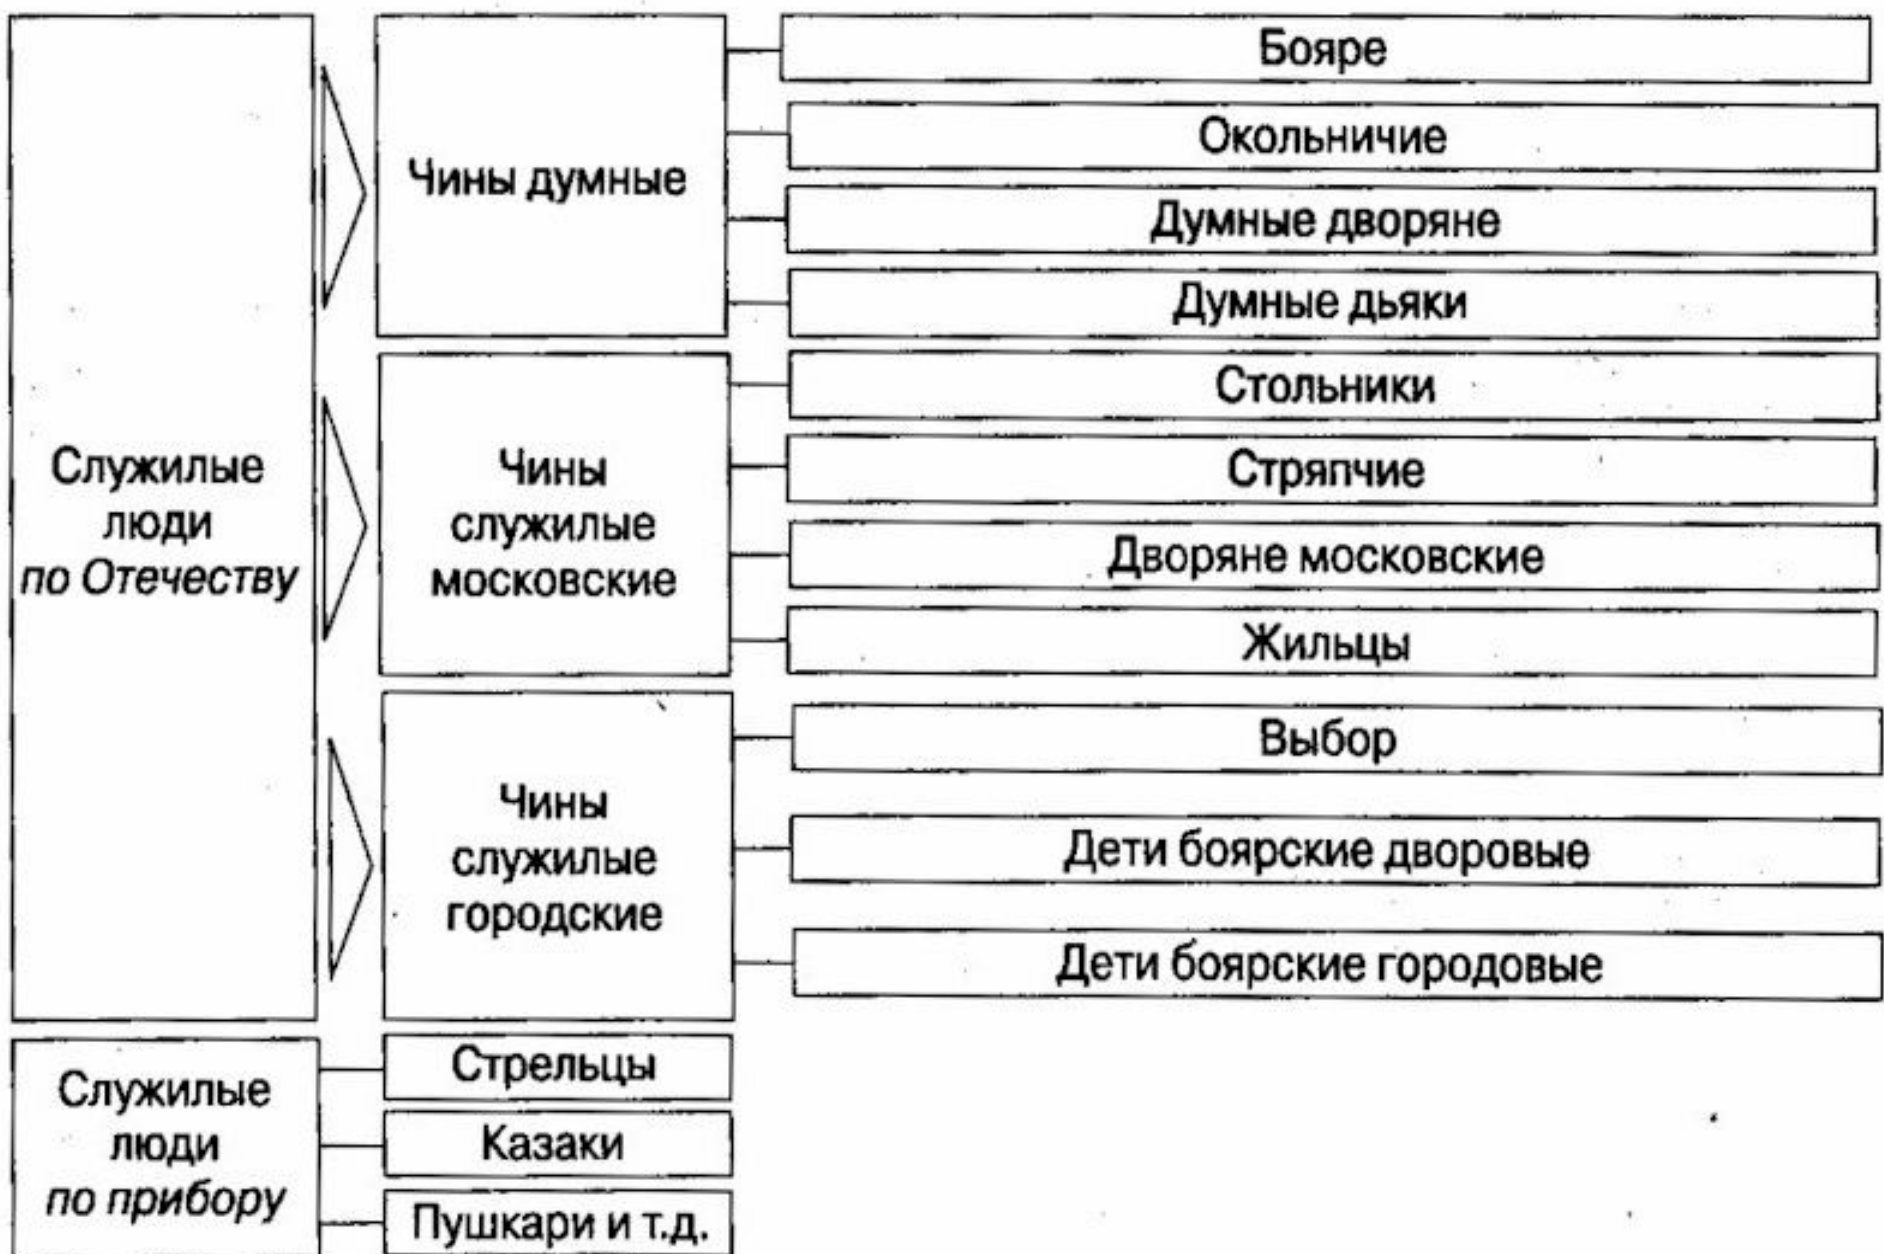 Служилые
люди
по Отечеству
Чины думные
Бояре
Окольничие
Думные дворяне
Думные дьяки
Чины
служилые
московские
Стольники
Стряпчие
Дворяне московские
Жильцы
Чины
служилые
городские
Выбор
Дети боярские дворовые
Дети боярские городовые
Служилые
люди
по прибору
Стрельцы
Казаки
Пушкари и т.д.